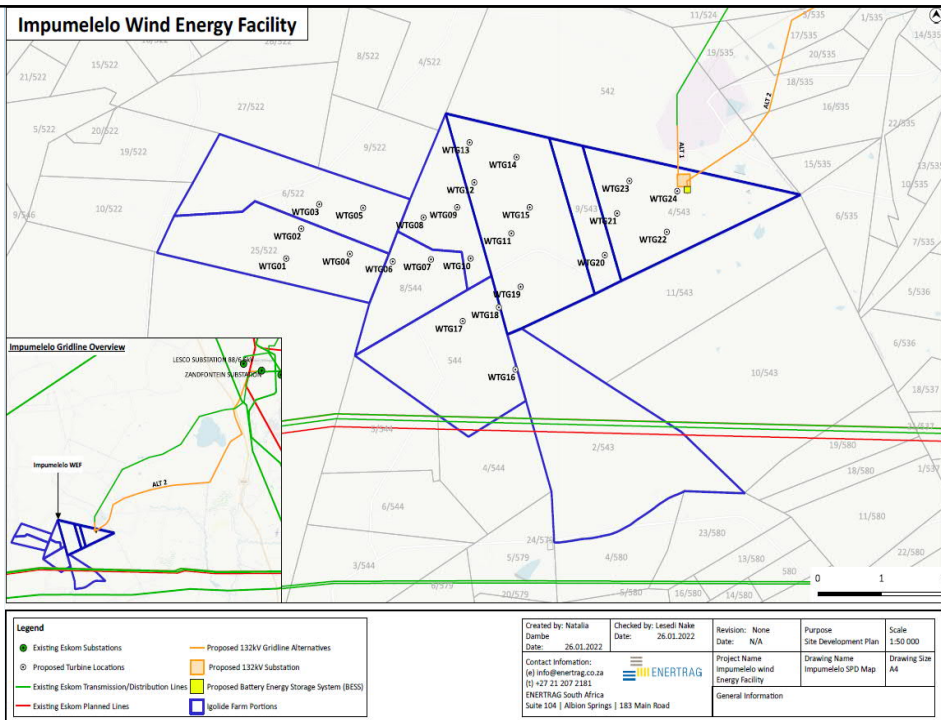 Impumelelo Wind Energy Facility
11/524
3/535
1/535
17/535
14/535
19/535
20/535
8/522
4/522
15/522
21/522
542
18/535
27/522
16/535
ALT 2
5/522
20/522
22/535
9/522
19/522
ALT 1
15/535
13/535
WTG13
WTG14
10/535
6/522
WTG12
WTG23
WTG24
10/522
9/546
WTG03
WTG05
WTG09
WTG15
9/543
4/543
6/535
WTG08
WTG21
WTG02
WTG11
WTG22
7/535
25/522
WTG01
WTG04
WTG06
WTG07
WTG10
WTG20
8/544
WTG19
11/543
5/536
WTG18
WTG17
6/536
544
WTG16
10/543
18/537
Impumelelo Gridline Overview
LESCO SUBSTATION 88/6.6kV
ZANDFONTEIN SUBSTATION
Impumelelo WEF
ALT 2
5/544
2/543
19/580
4/544
18/580
1/537
6/544
11/580
24/579
23/580
3/544
5/579
4/580
13/580
22/580
580
6/579
20/579
5/580
16/580
14/580
0 1
Legend
Existing Eskom Substations
Proposed Turbine Locations
Existing Eskom Transmission/Distribution Lines
Existing Eskom Planned Lines
Proposed 132kV Gridline Alternatives
Proposed 132kV Substation
Proposed Battery Energy Storage System (BESS)
Igolide Farm Portions
Created by: Natalia
Dambe
Date: 26.01.2022
Checked by: Lesedi Nake
Date: 26.01.2022
Revision: None
Date: N/A
Purpose
Site Development Plan
Scale
1:50 000
Contact Infomation:
(e) info@enertrag.co.za
(t) +27 21 207 2181
ENERTRAG South Africa
Suite 104 | Albion Springs | 183 Main Road
ENERTRAG
Project Name
Impumelelo wind
Energy Facility
Drawing Name
Impumelelo SPD Map
Drawing Size
A4
General Information